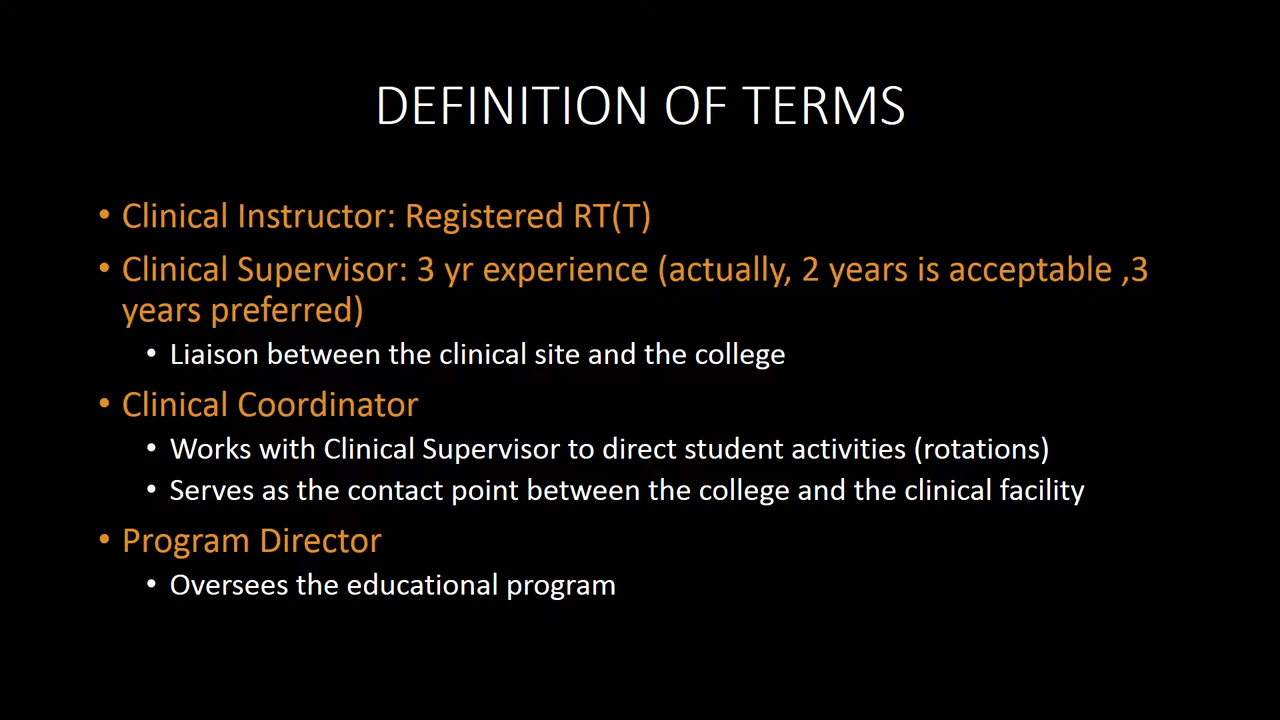 DEFINITION OF TERMS
• Clinical Instructor: Registered RT(T)
• Clinical Supervisor: 3 yr experience (actually, 2 years is acceptable ,3
years preferred)
• Liaison between the clinical site and the college
• Clinical Coordinator
• Works with Clinical Supervisor to direct student activities (rotations)
• Serves as the contact point between the college and the clinical facility
• Program Director
• Oversees the educational program